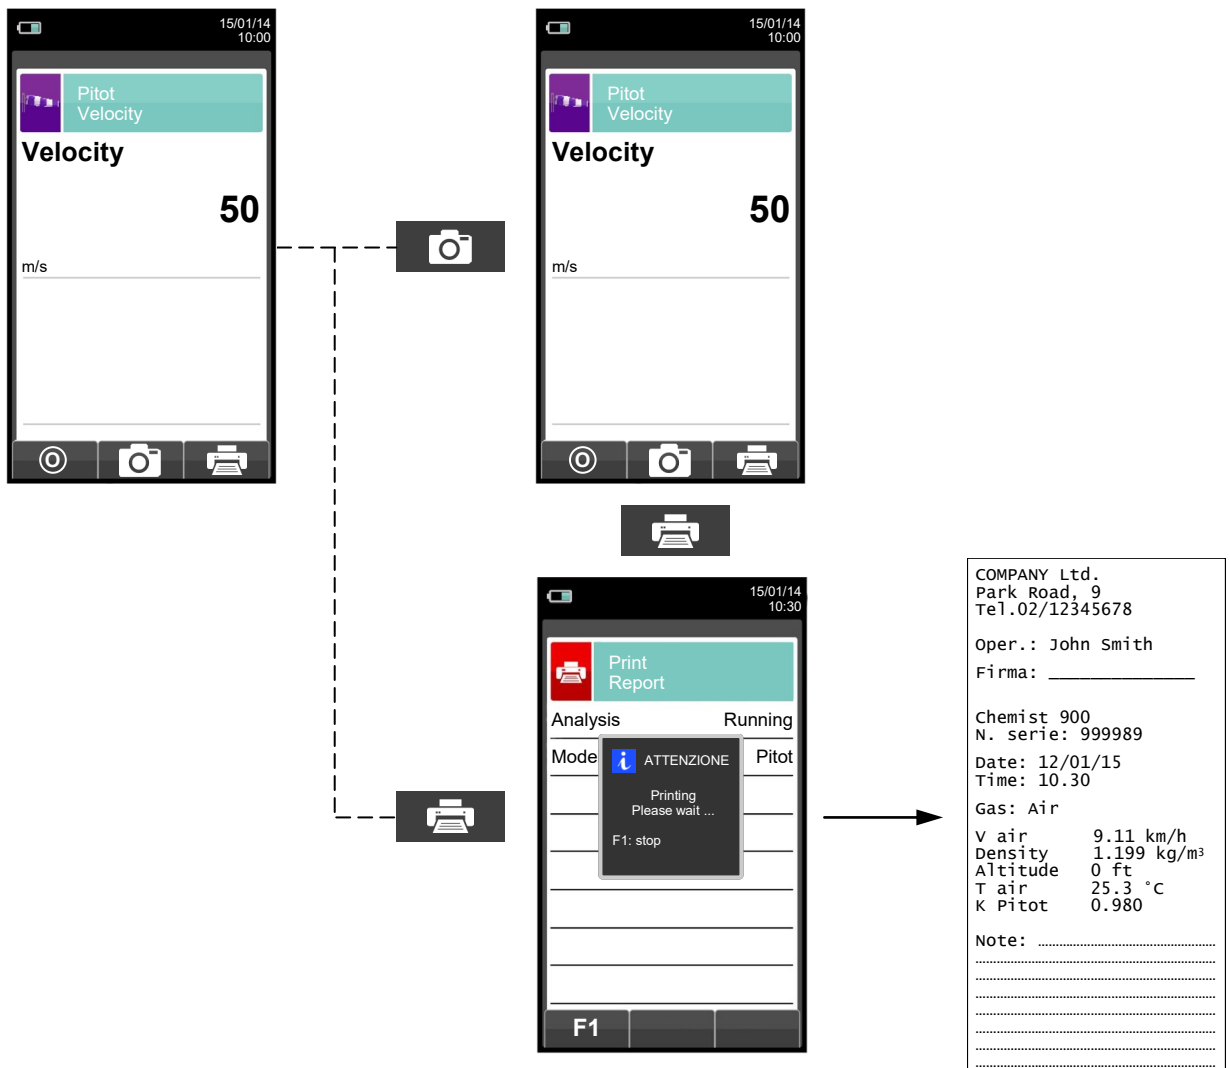 15/01/14
10:00
Pitot
Velocity
Velocity
50
m/s
15/01/14
10:00
Pitot
Velocity
Velocity
50
m/s
15/01/14
10:30
Print
Report
Analysis Running
Mode Pitot
i ATTENZIONE
Printing
Please wait ...
F1: stop
F1
COMPANY Ltd.
Park Road, 9
Tel.02/12345678
Oper.: John Smith
Firma: ______________
Chemist 900
N. serie: 999989
Date: 12/01/15
Time: 10.30
Gas: Air
V air 9.11 km/h
Density 1.199 kg/m³
Altitude 0 ft
T air 25.3 °C
K Pitot 0.980
Note: ....................................